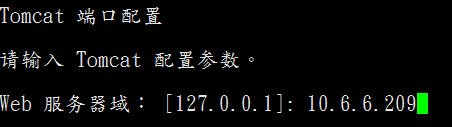 Tomcat 端口配置
请输入 Tomcat 配置参数。
Web 服务器域： [127.0.0.1]: 10.6.6.209